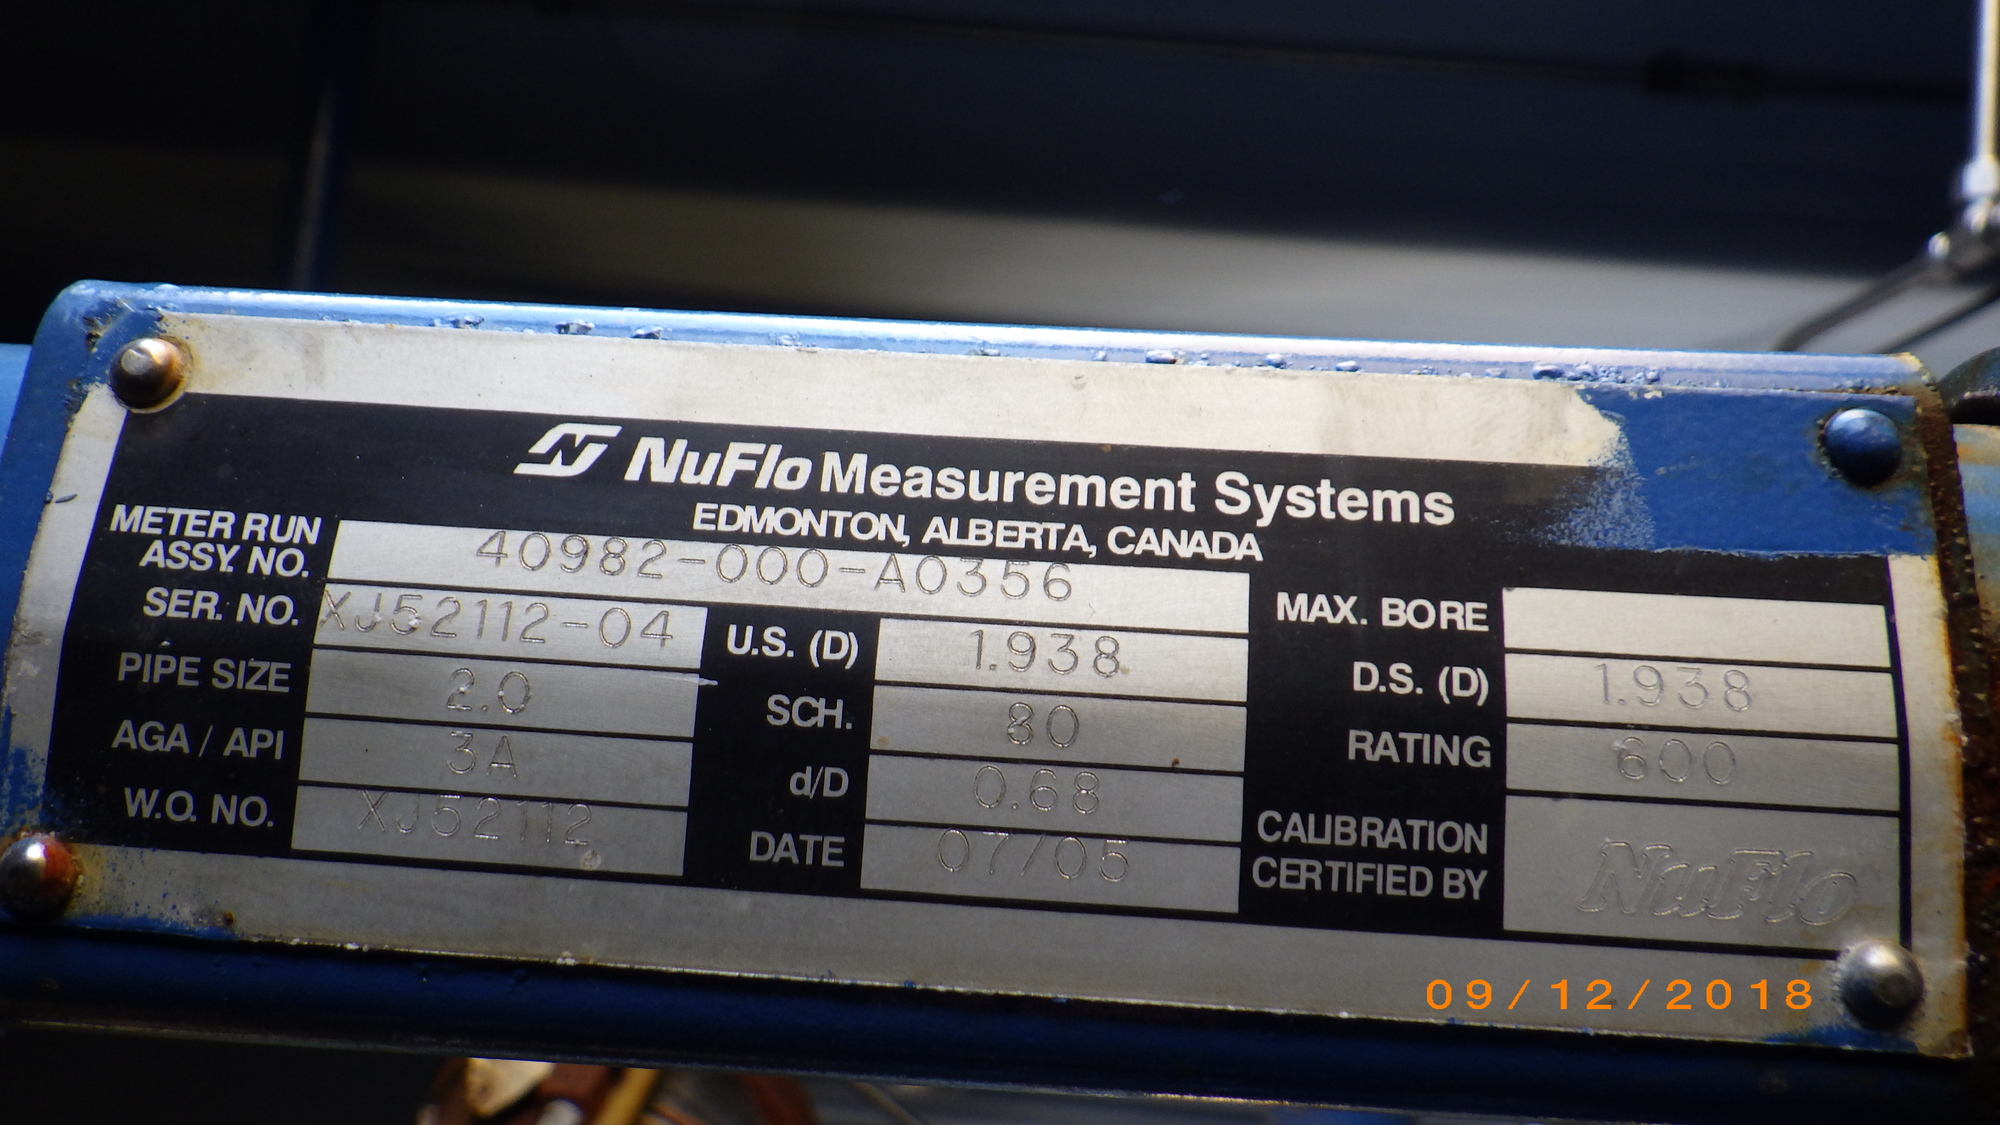 NuFlo Measurement Systems
EDMONTON, ALBERTA, CANADA
METER RUN
ASSY. NO. 40982-000-A0356
MAX. BORE
SER. NO. XJ52112-04 U.S. (D) 1.938 D.S. (D) 1.938
PIPE SIZE 2.0 SCH. 80 RATING 600
AGA / API 3A d/D 0.68
W.O. NO. XJ52112 DATE 07/05
CALIBRATION
CERTIFIED BY NuFlo
09/12/2018